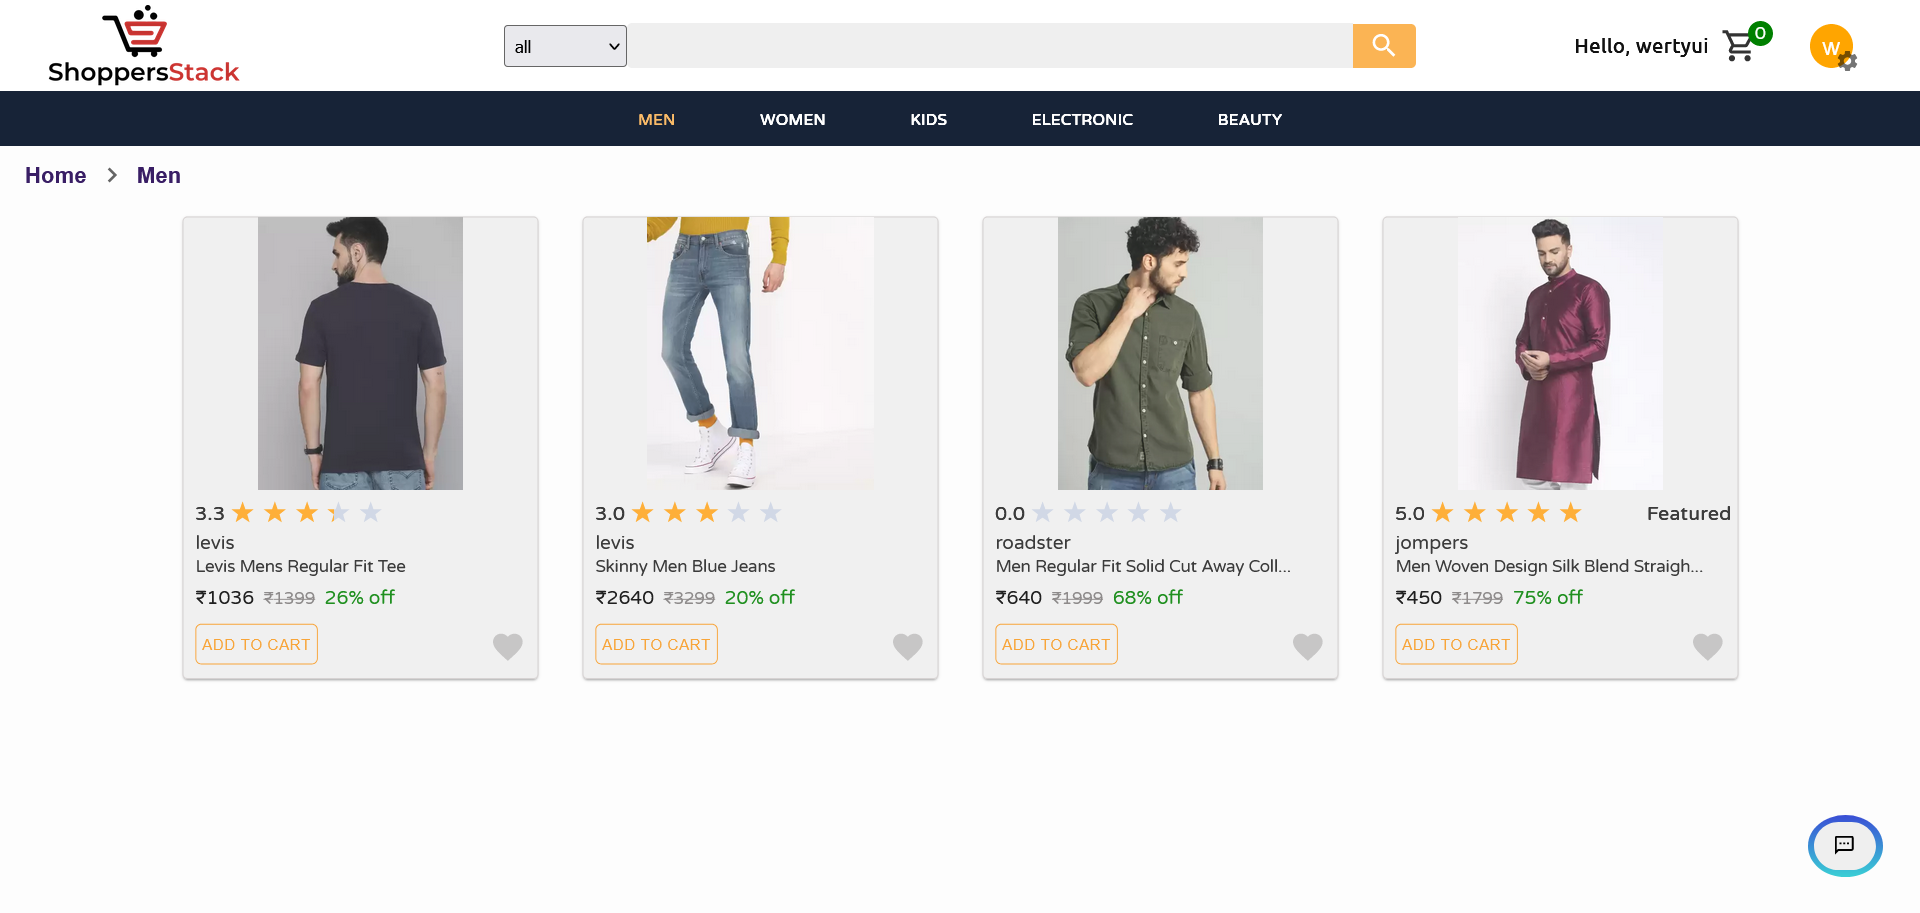 ShoppersStack
all
Hello, wertyui
0
W
MEN WOMEN KIDS ELECTRONIC BEAUTY
Home > Men
3.3
levis
Levis Mens Regular Fit Tee
₹1036 ₹1399 26% off
ADD TO CART
3.0
levis
Skinny Men Blue Jeans
₹2640 ₹3299 20% off
ADD TO CART
0.0
roadster
Men Regular Fit Solid Cut Away Coll...
₹640 ₹1999 68% off
ADD TO CART
5.0 Featured
jompers
Men Woven Design Silk Blend Straigh...
₹450 ₹1799 75% off
ADD TO CART